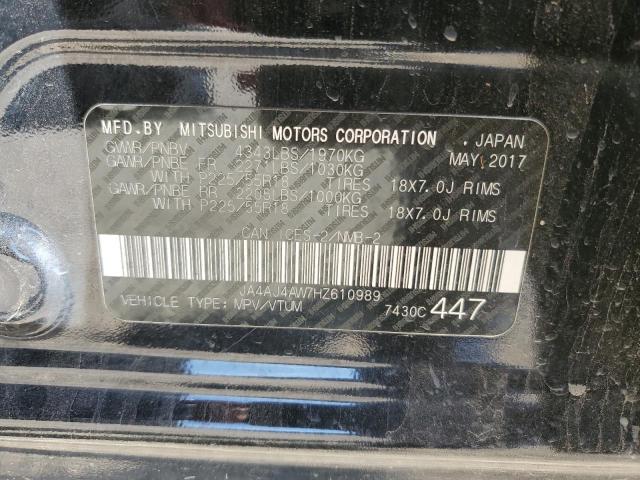 MFD.BY MITSUBISHI MOTORS CORPORATION . JAPAN
GVWR/PNBV 4343LBS/1970KG MAY, 2017
GAWR/PNBE FR 2271LBS/1030KG
WITH P225/55R18 TIRES 18X7.0J RIMS
GAWR/PNBE RR 2205LBS/1000KG
WITH P225/55R18 TIRES 18X7.0J RIMS
CAN ICES-2/NMB-2
JA4AJ4AW7HZ610989
VEHICLE TYPE: MPV/VTUM 7430C 447